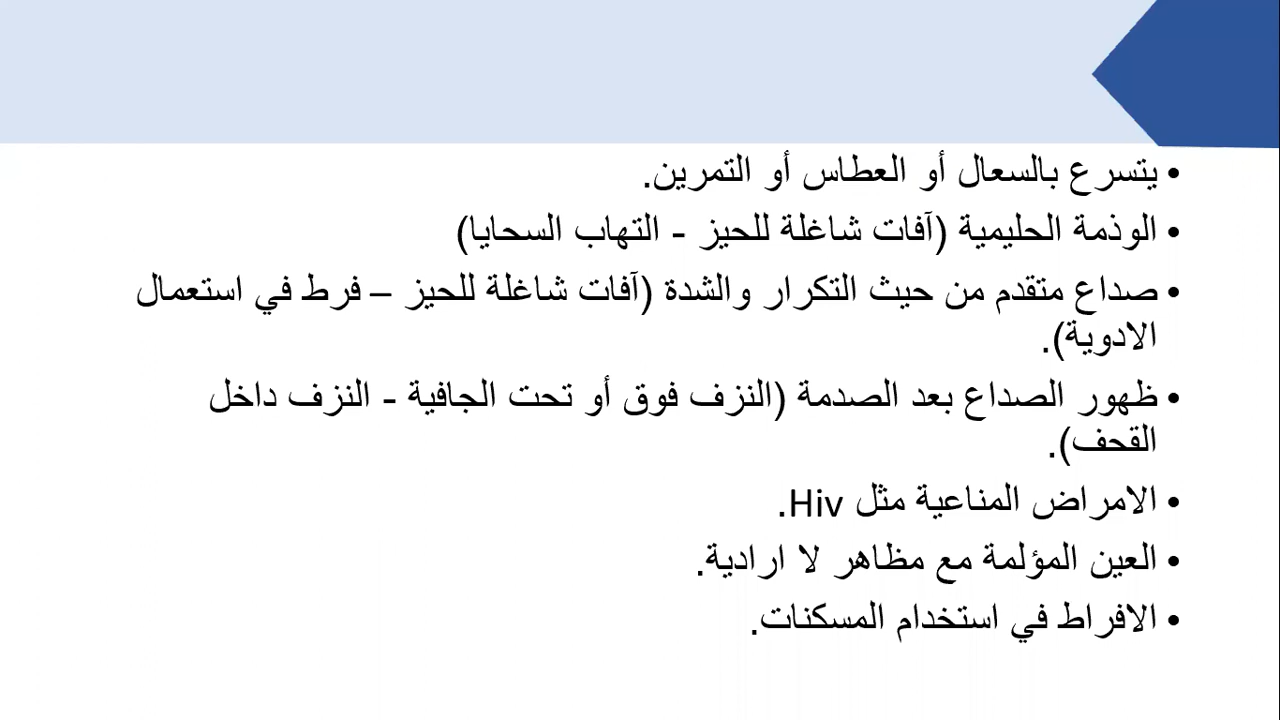 • يتسرع بالسعال أو العطاس أو التمرين.
• الوذمة الحليمية (آفات شاغلة للحيز - التهاب السحايا)
• صداع متقدم من حيث التكرار والشدة (آفات شاغلة للحيز – فرط في استعمال
الادوية).
• ظهور الصداع بعد الصدمة (النزف فوق أو تحت الجافية - النزف داخل
القحف).
• الامراض المناعية مثل Hiv.
• العين المؤلمة مع مظاهر لا ارادية.
• الافراط في استخدام المسكنات.